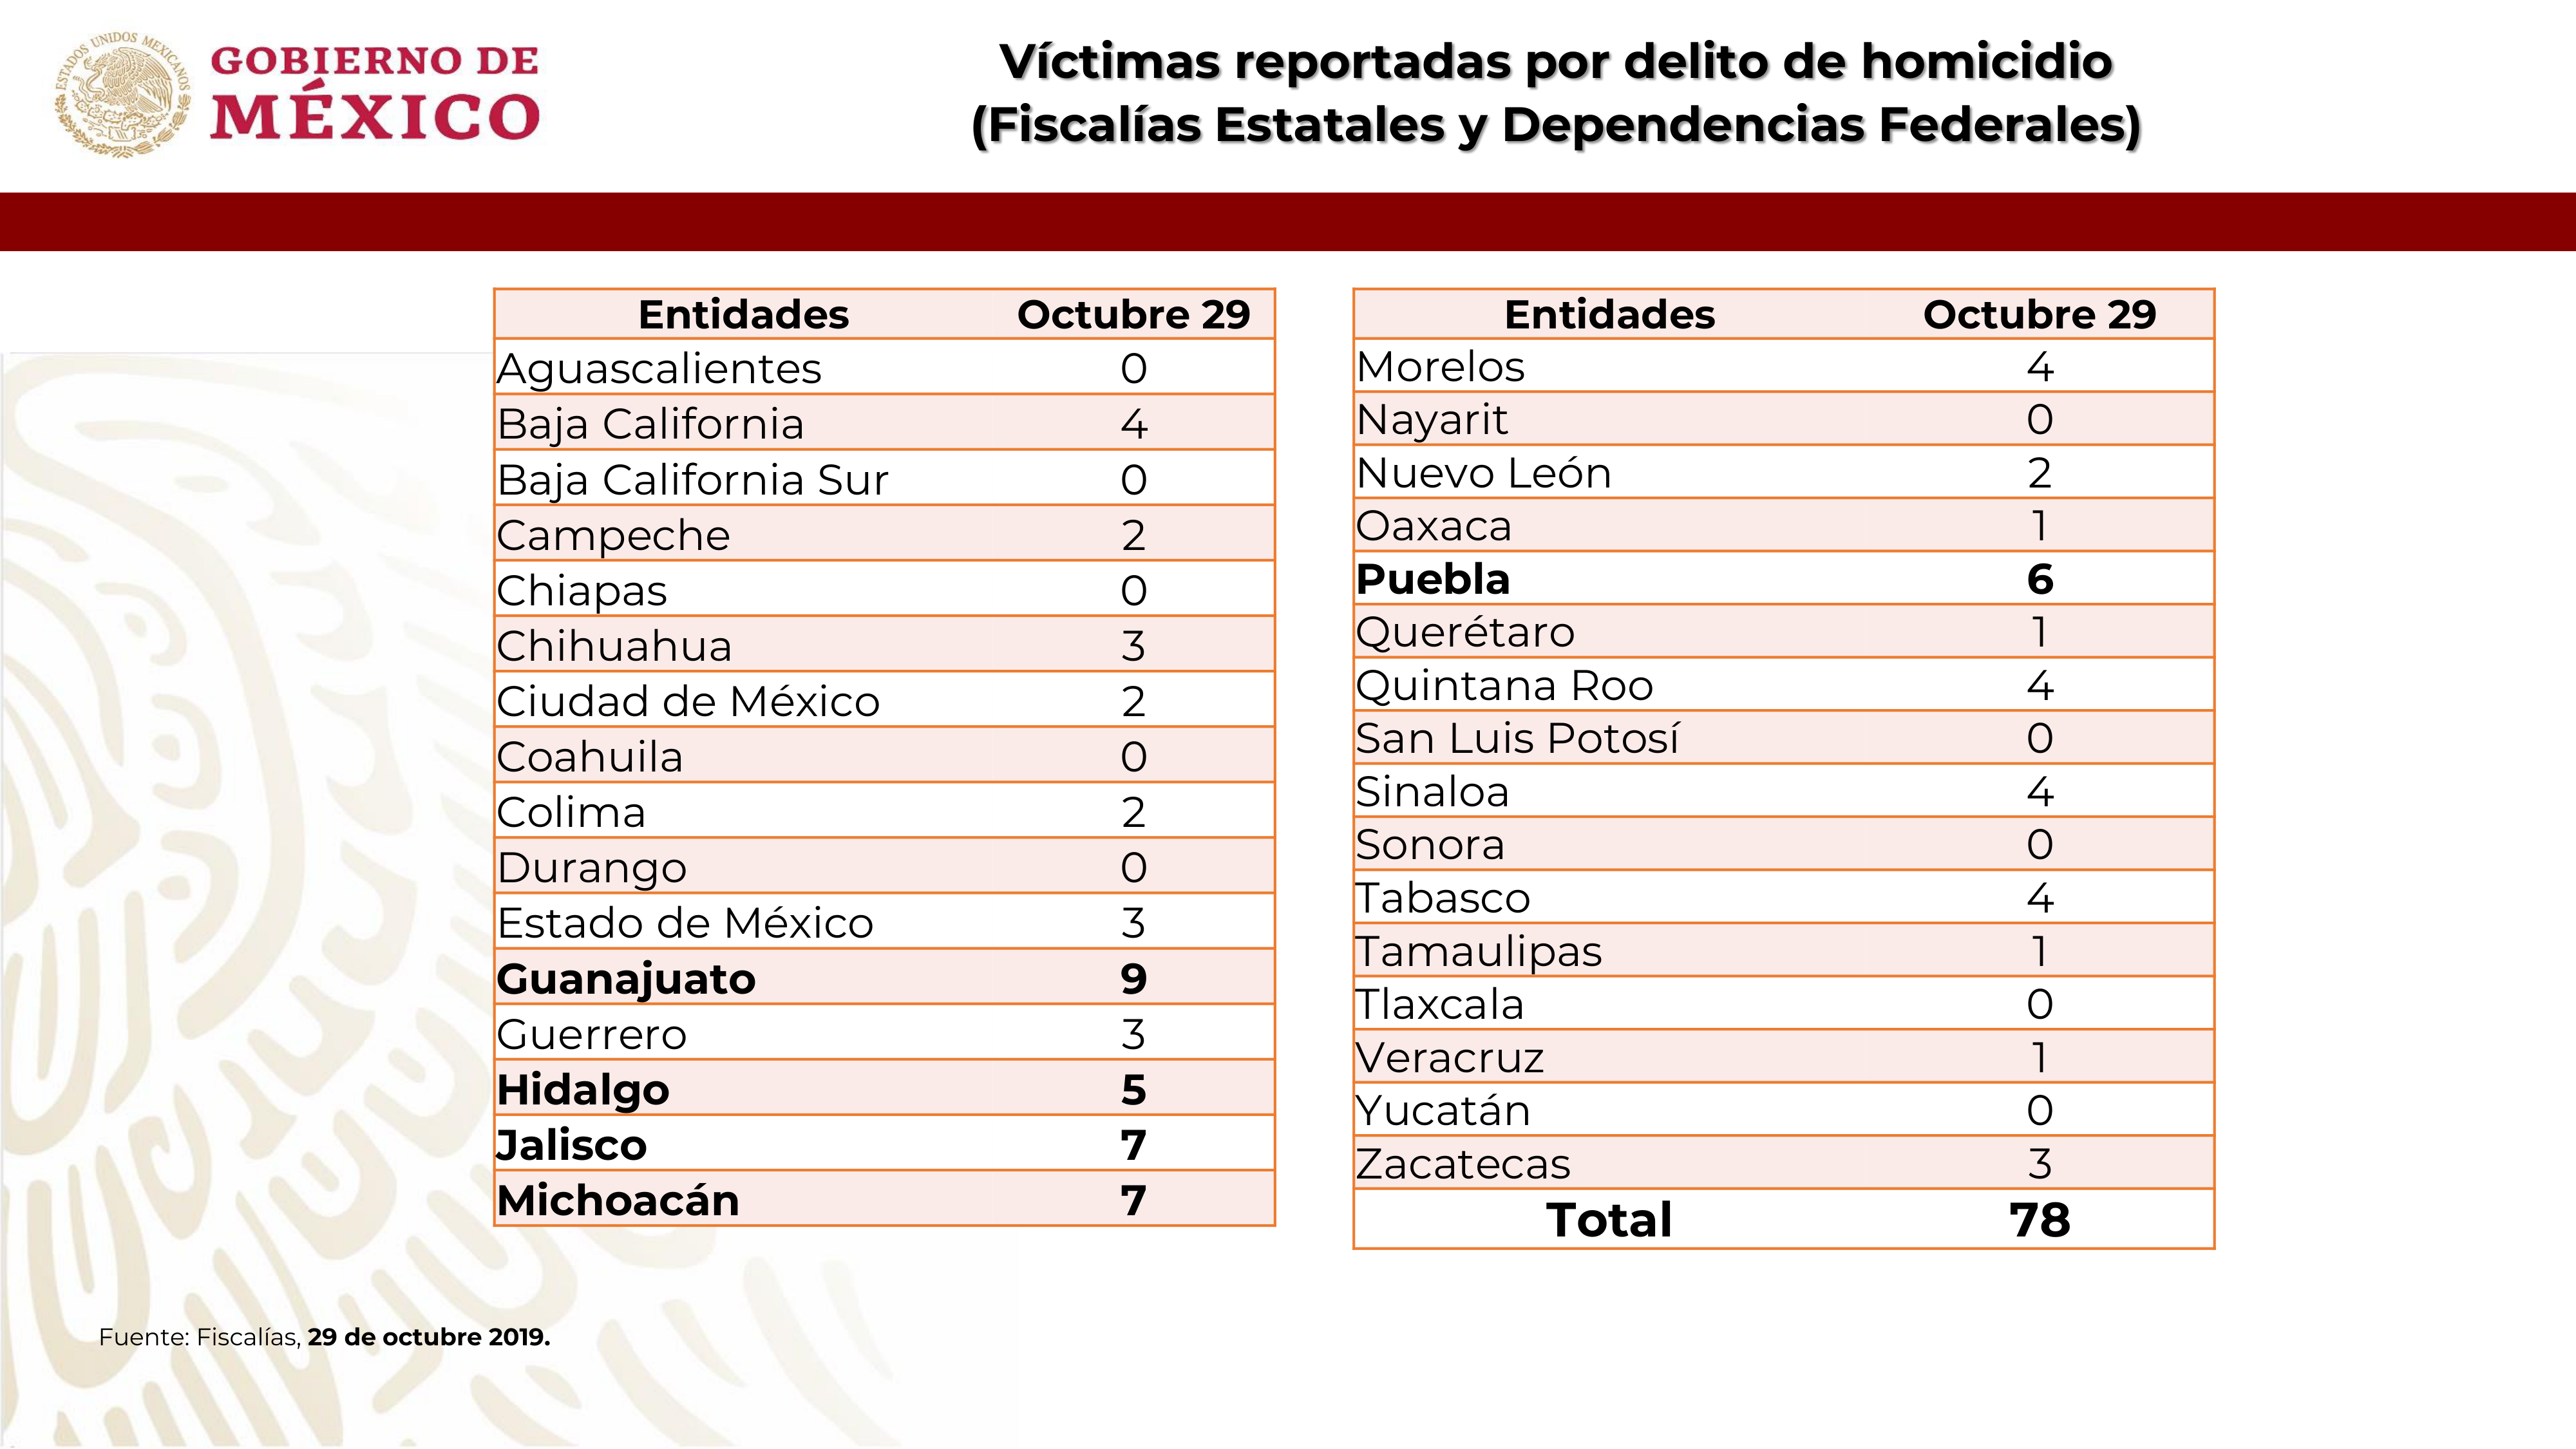 ESTADOS UNIDOS MEXICANOS
GOBIERNO DE
MÉXICO
Víctimas reportadas por delito de homicidio
(Fiscalías Estatales y Dependencias Federales)
Entidades Octubre 29
Aguascalientes 0
Baja California 4
Baja California Sur 0
Campeche 2
Chiapas 0
Chihuahua 3
Ciudad de México 2
Coahuila 0
Colima 2
Durango 0
Estado de México 3
Guanajuato 9
Guerrero 3
Hidalgo 5
Jalisco 7
Michoacán 7
Entidades Octubre 29
Morelos 4
Nayarit 0
Nuevo León 2
Oaxaca 1
Puebla 6
Querétaro 1
Quintana Roo 4
San Luis Potosí 0
Sinaloa 4
Sonora 0
Tabasco 4
Tamaulipas 1
Tlaxcala 0
Veracruz 1
Yucatán 0
Zacatecas 3
Total 78
Fuente: Fiscalías, 29 de octubre 2019.